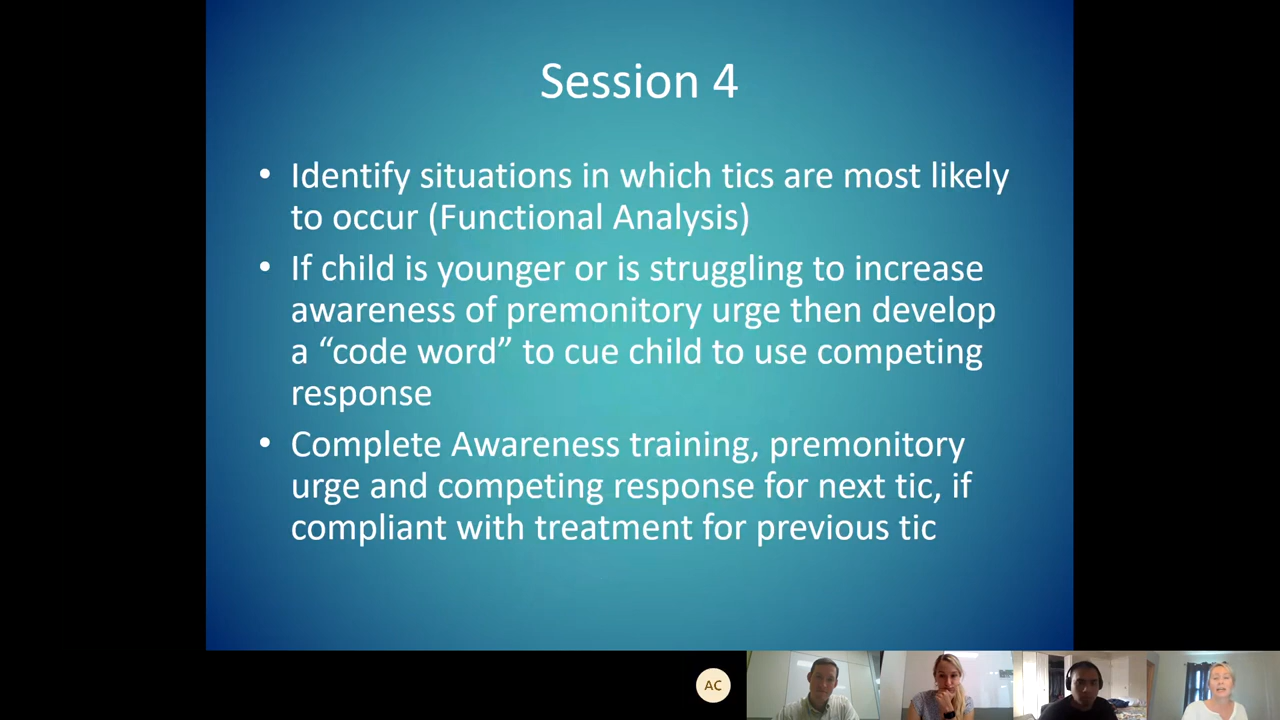 Session 4
• Identify situations in which tics are most likely
to occur (Functional Analysis)
• If child is younger or is struggling to increase
awareness of premonitory urge then develop
a “code word” to cue child to use competing
response
• Complete Awareness training, premonitory
urge and competing response for next tic, if
compliant with treatment for previous tic
AC